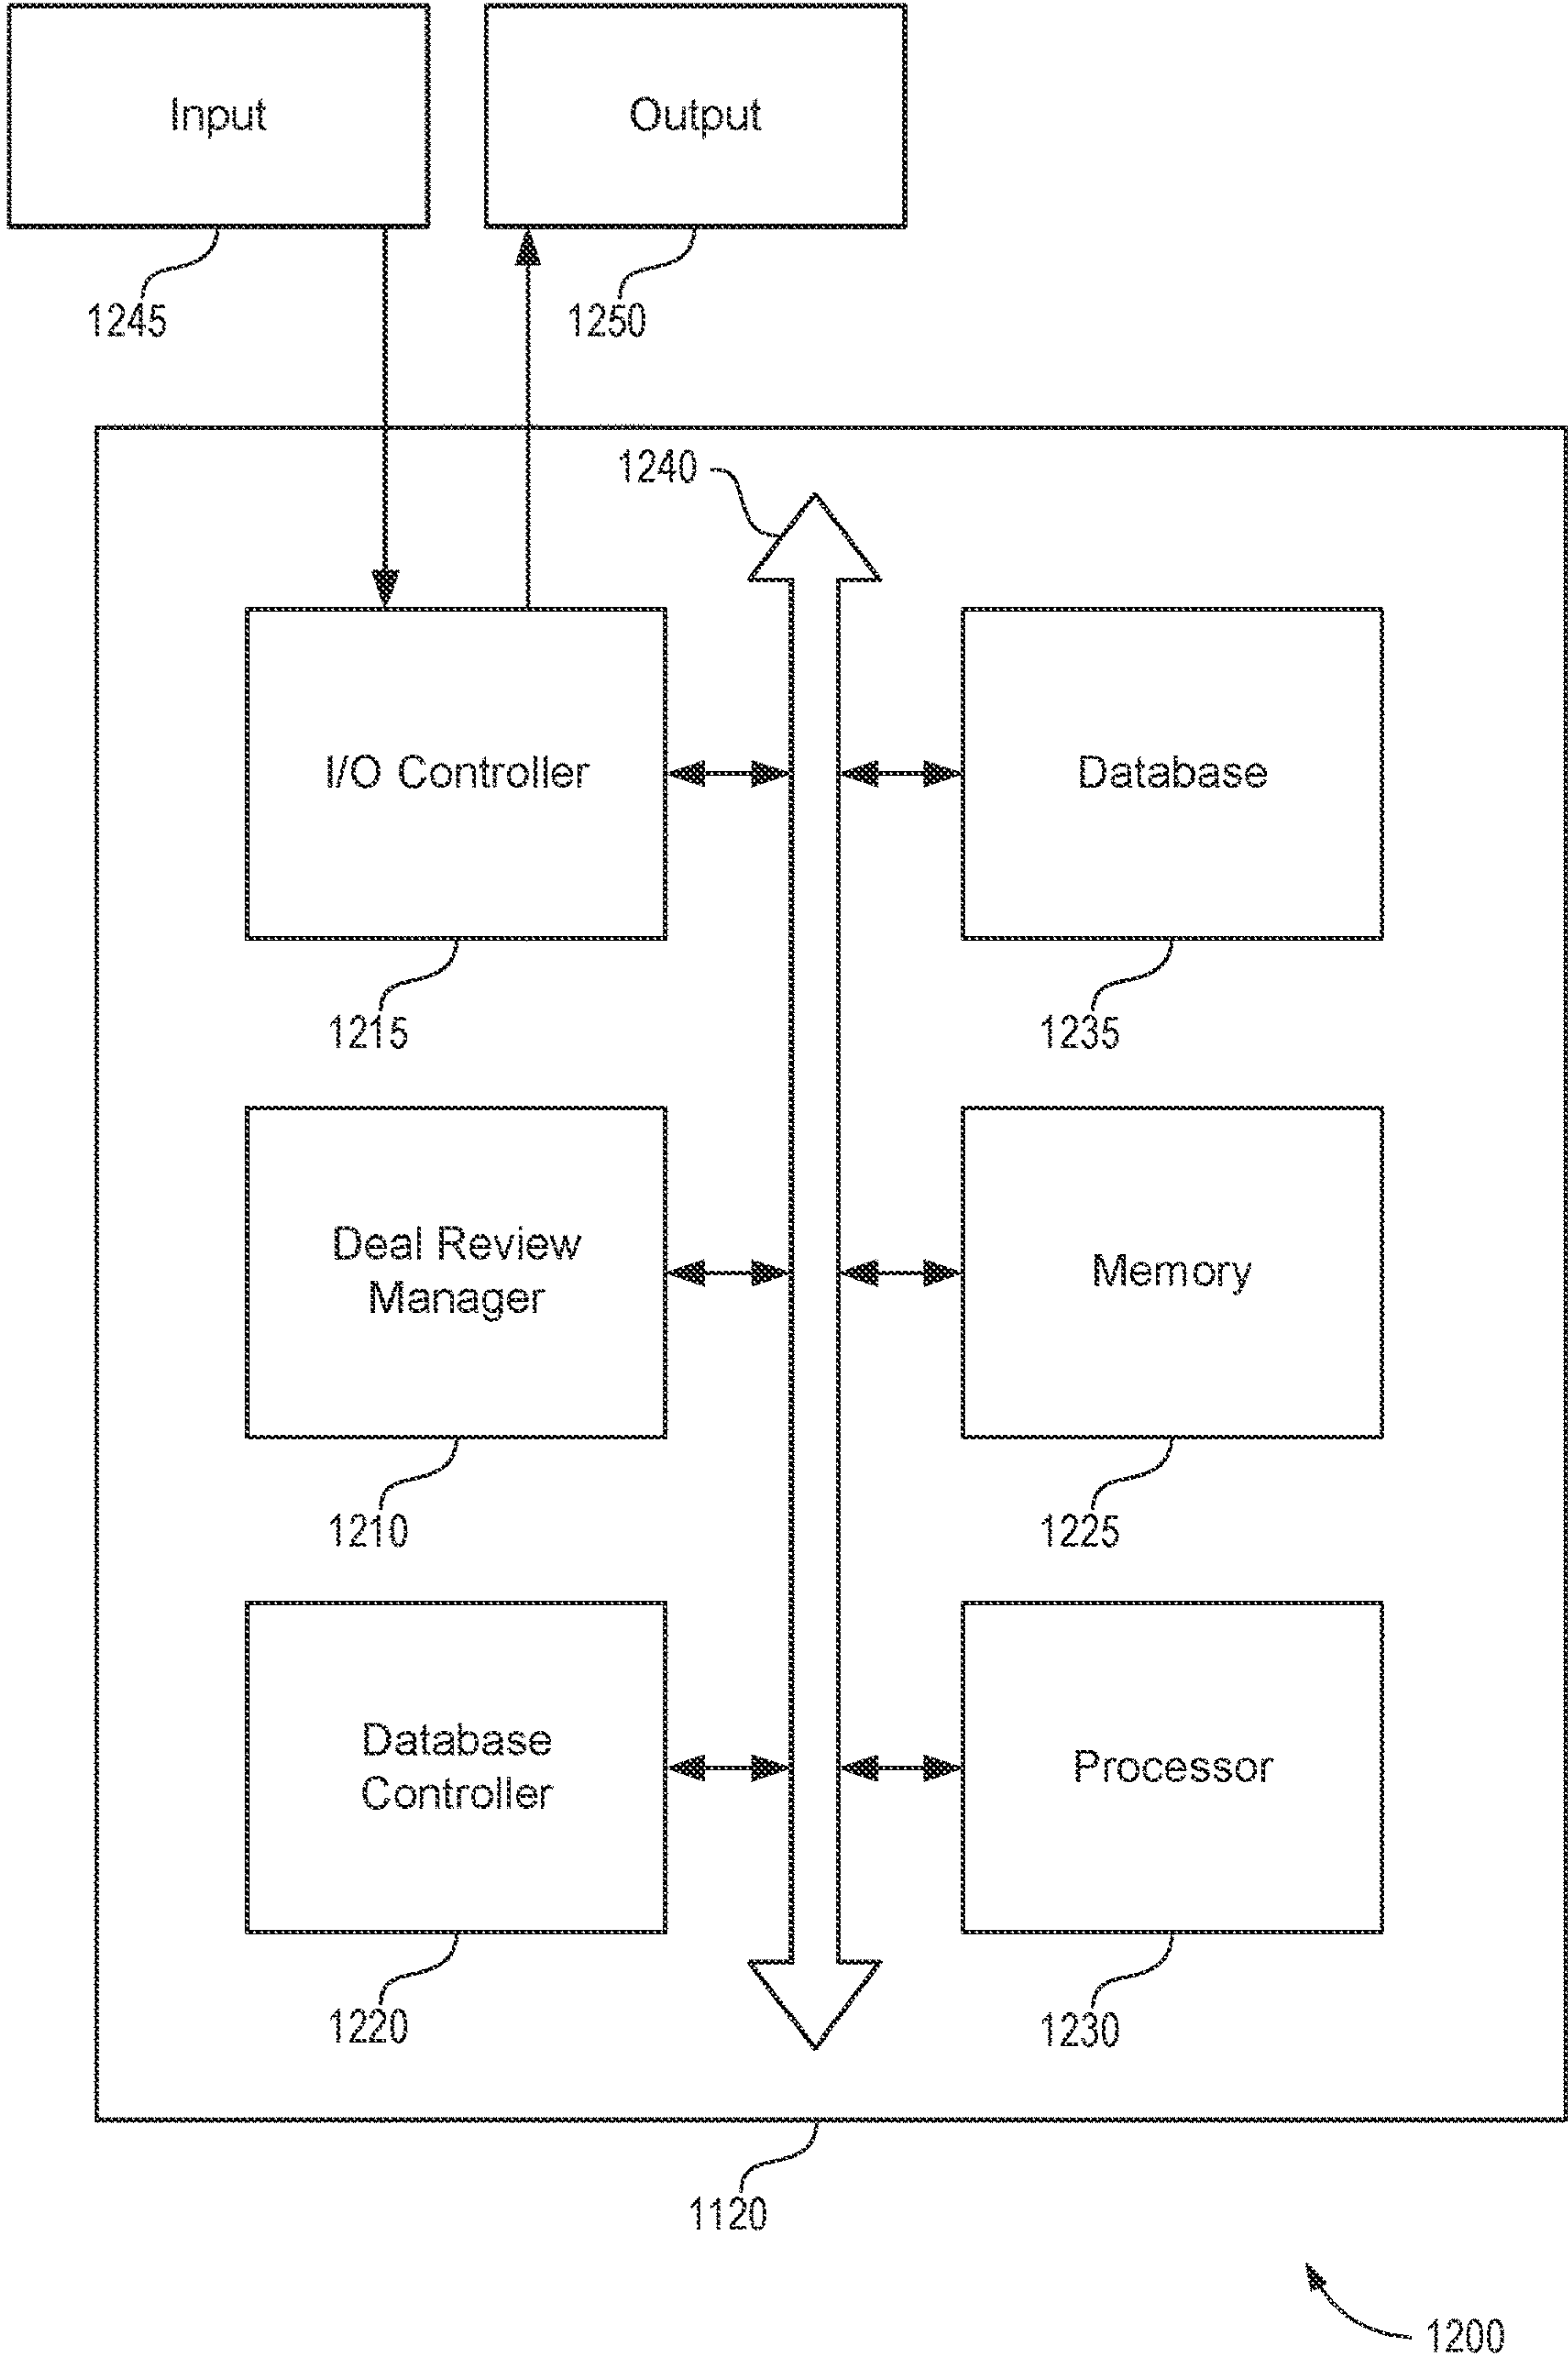 Input
Output
1245
1250
1240
I/O Controller
Database
1215
1235
Deal Review
Manager
Memory
1210
1225
Database
Controller
Processor
1220
1230
1120
1200